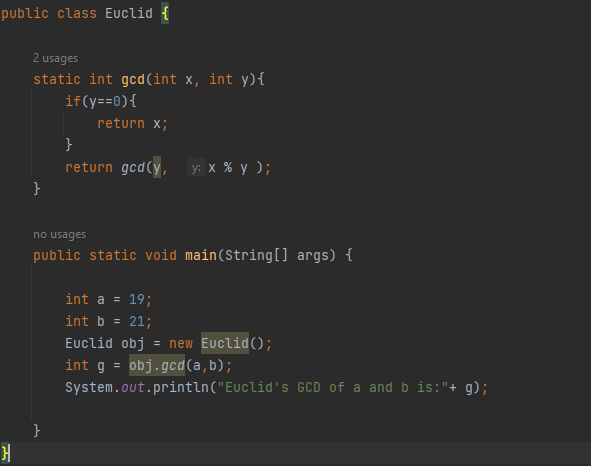 public class Euclid {
2 usages
static int gcd(int x, int y){
if(y==0){
return x;
}
return gcd(y, y: x % y );
}
no usages
public static void main(String[] args) {
int a = 19;
int b = 21;
Euclid obj = new Euclid();
int g = obj.gcd(a,b);
System.out.println("Euclid's GCD of a and b is:"+ g);
}
}